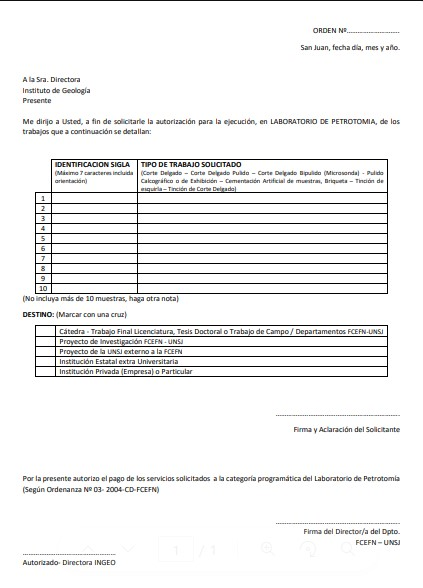 ORDEN Nº..............................
San Juan, fecha día, mes y año.
A la Sra. Directora
Instituto de Geología
Presente
Me dirijo a Usted, a fin de solicitarle la autorización para la ejecución, en LABORATORIO DE PETROTOMIA, de los
trabajos que a continuación se detallan:
IDENTIFICACION SIGLA
(Máximo 7 caracteres incluida
orientación)
TIPO DE TRABAJO SOLICITADO
(Corte Delgado – Corte Delgado Pulido – Corte Delgado Bipulido (Microsonda) - Pulido
Calcográfico o de Exhibición – Cementación Artificial de muestras, Briqueta – Tinción de
esquirla – Tinción de Corte Delgado)
1
2
3
4
5
6
7
8
9
10
(No incluya más de 10 muestras, haga otra nota)
DESTINO: (Marcar con una cruz)
Cátedra - Trabajo Final Licenciatura, Tesis Doctoral o Trabajo de Campo / Departamentos FCEFN-UNSJ
Proyecto de Investigación FCEFN - UNSJ
Proyecto de la UNSJ externo a la FCEFN
Institución Estatal extra Universitaria
Institución Privada (Empresa) o Particular
......................................................
Firma y Aclaración del Solicitante
Por la presente autorizo el pago de los servicios solicitados a la categoría programática del Laboratorio de Petrotomía
(Según Ordenanza Nº 03- 2004-CD-FCEFN)
......................................................
Firma del Director/a del Dpto.
FCEFN – UNSJ
......................................................
Autorizado- Directora INGEO
1 / 1